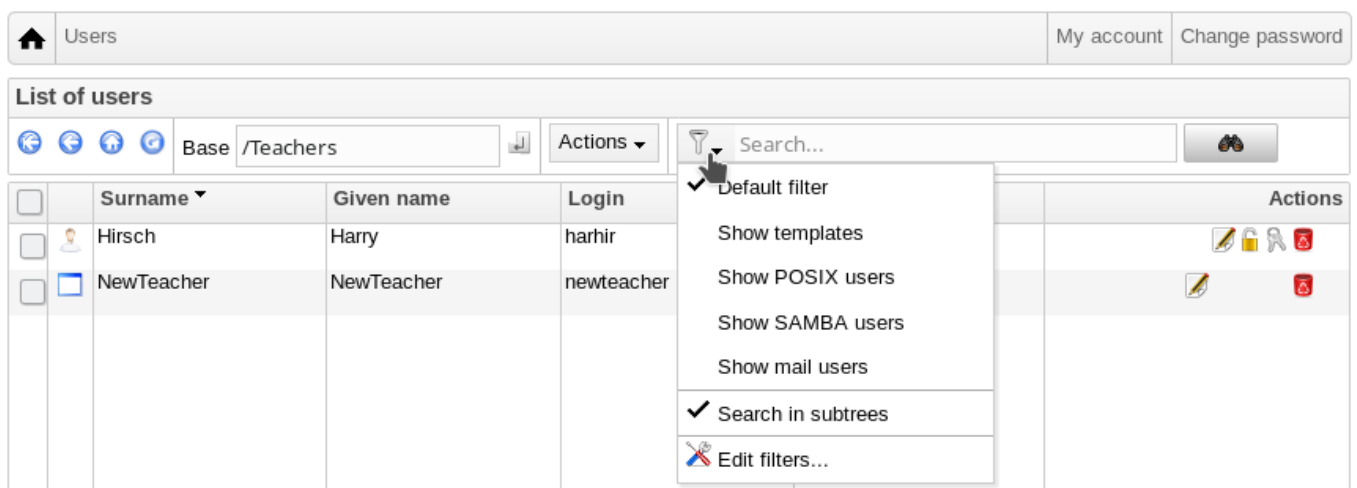 Users My account Change password
List of users
Base /Teachers Actions Search...
Surname Given name Login Actions
Default filter
Hirsch Harry harhir
Show templates
Show POSIX users
NewTeacher NewTeacher newteacher
Show SAMBA users
Show mail users
Search in subtrees
Edit filters...